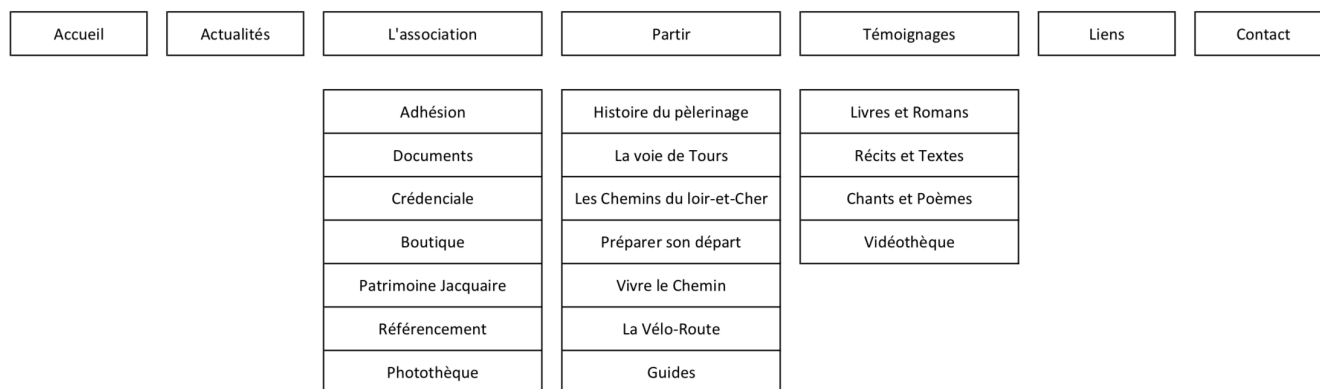 Accueil
Actualités
L'association
Partir
Témoignages
Liens
Contact
Adhésion
Documents
Crédenciale
Boutique
Patrimoine Jacquaire
Référencement
Photothèque
Histoire du pèlerinage
La voie de Tours
Les Chemins du loir-et-Cher
Préparer son départ
Vivre le Chemin
La Vélo-Route
Guides
Livres et Romans
Récits et Textes
Chants et Poèmes
Vidéothèque